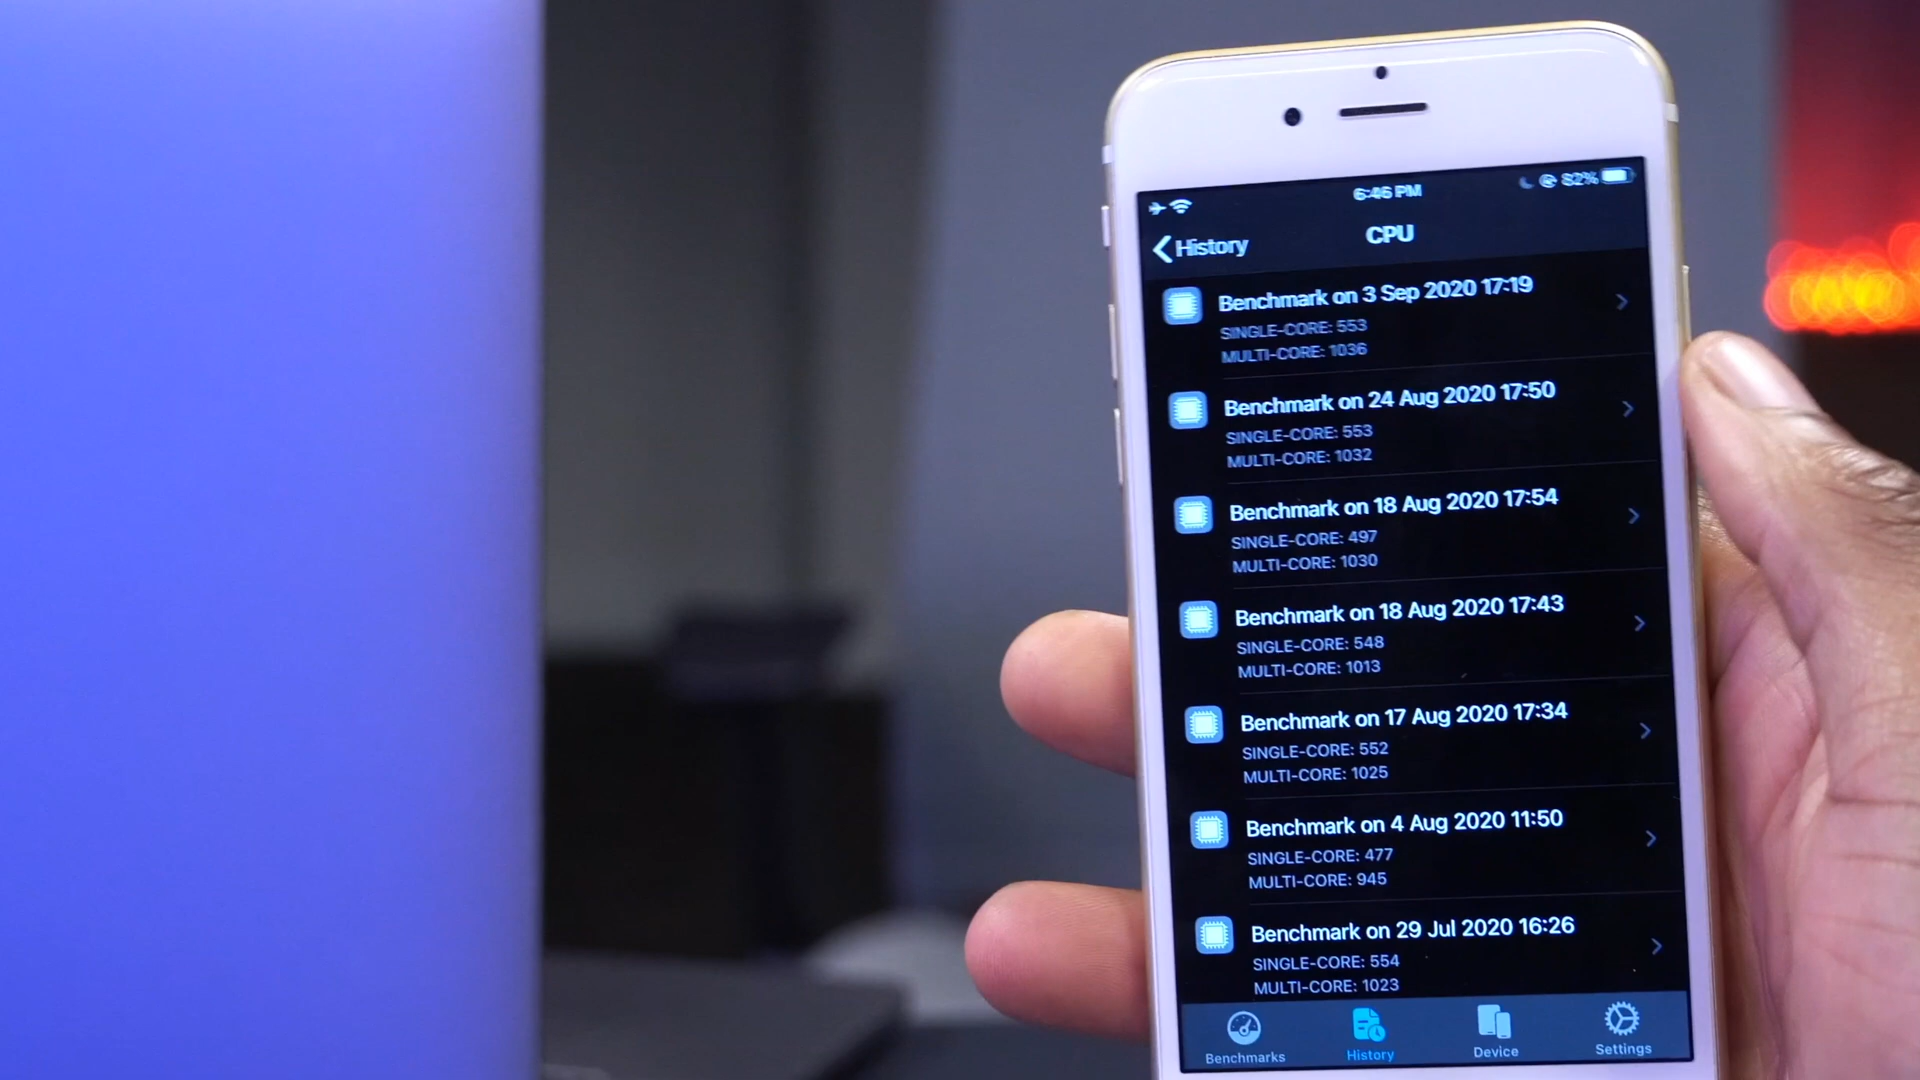 6:46 PM
82%
History
CPU
Benchmark on 3 Sep 2020 17:19
SINGLE-CORE: 553
MULTI-CORE: 1036
Benchmark on 24 Aug 2020 17:50
SINGLE-CORE: 553
MULTI-CORE: 1032
Benchmark on 18 Aug 2020 17:54
SINGLE-CORE: 497
MULTI-CORE: 1030
Benchmark on 18 Aug 2020 17:43
SINGLE-CORE: 548
MULTI-CORE: 1013
Benchmark on 17 Aug 2020 17:34
SINGLE-CORE: 552
MULTI-CORE: 1025
Benchmark on 4 Aug 2020 11:50
SINGLE-CORE: 477
MULTI-CORE: 945
Benchmark on 29 Jul 2020 16:26
SINGLE-CORE: 554
MULTI-CORE: 1023
Benchmarks
History
Device
Settings